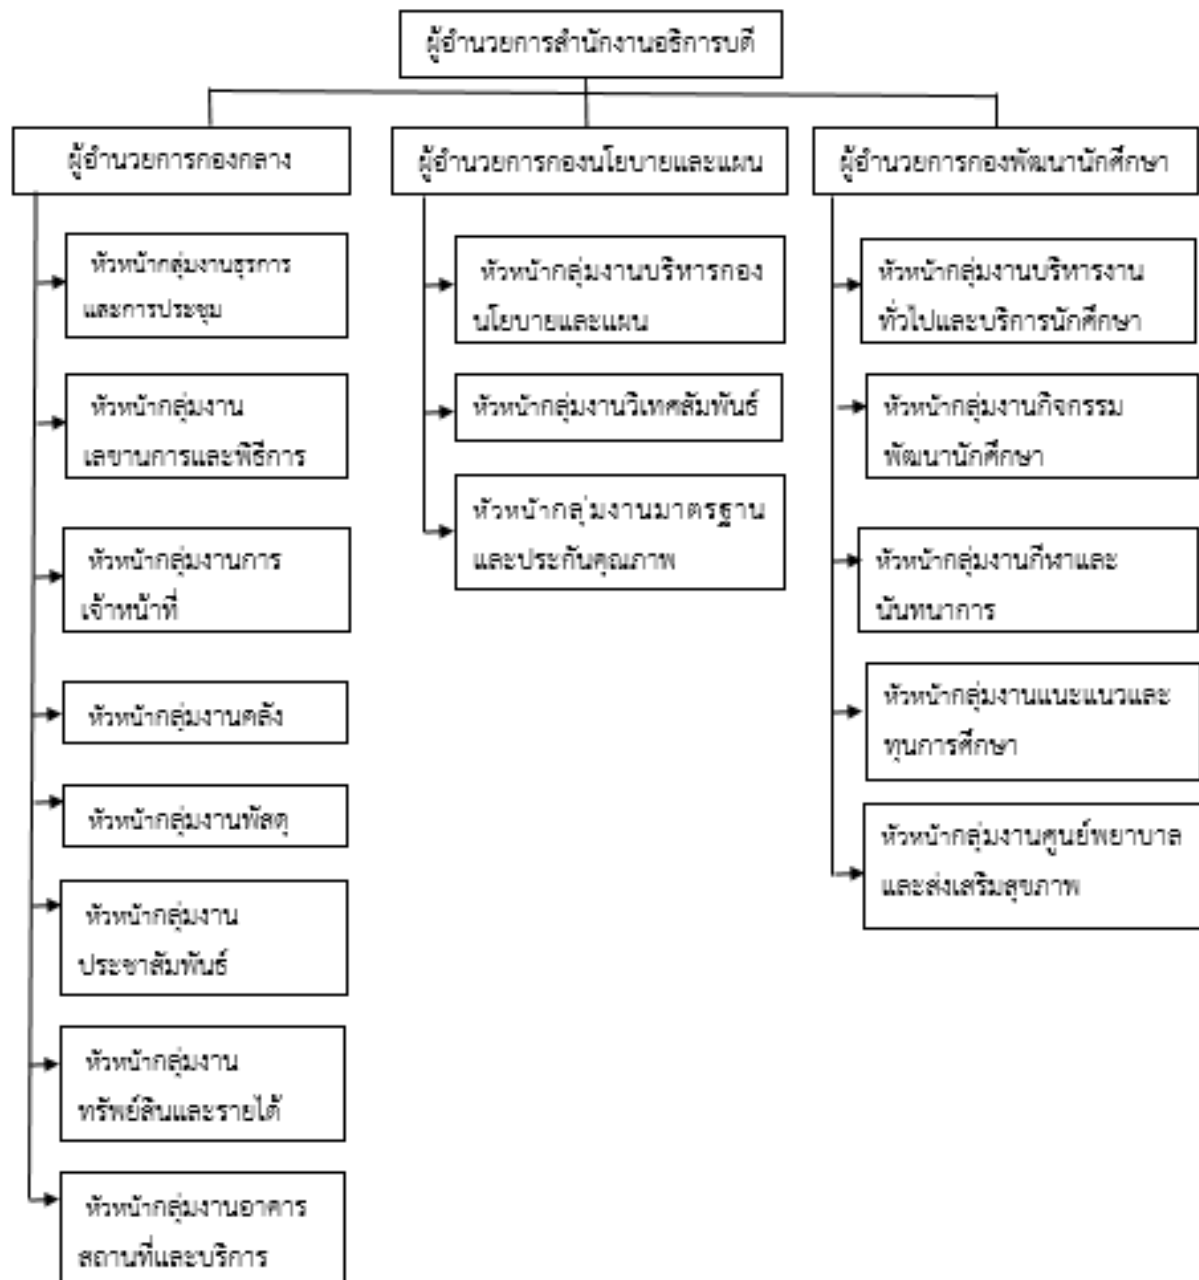 ผู้อำนวยการสำนักงานอธิการบดี
ผู้อำนวยการกองกลาง
หัวหน้ากลุ่มงานธุรการ
และการประชุม
หัวหน้ากลุ่มงาน
เลขานุการและพิธีการ
หัวหน้ากลุ่มงานการ
เจ้าหน้าที่
หัวหน้ากลุ่มงานคลัง
หัวหน้ากลุ่มงานพัสดุ
หัวหน้ากลุ่มงาน
ประชาสัมพันธ์
หัวหน้ากลุ่มงาน
ทรัพย์สินและรายได้
หัวหน้ากลุ่มงานอาคาร
สถานที่และบริการ
ผู้อำนวยการกองนโยบายและแผน
หัวหน้ากลุ่มงานบริหารกอง
นโยบายและแผน
หัวหน้ากลุ่มงานวิเทศสัมพันธ์
หัวหน้ากลุ่มงานมาตรฐาน
และประกันคุณภาพ
ผู้อำนวยการกองพัฒนานักศึกษา
หัวหน้ากลุ่มงานบริหารงาน
ทั่วไปและบริการนักศึกษา
หัวหน้ากลุ่มงานกิจกรรม
พัฒนานักศึกษา
หัวหน้ากลุ่มงานกีฬาและ
นันทนาการ
หัวหน้ากลุ่มงานแนะแนวและ
ทุนการศึกษา
หัวหน้ากลุ่มงานศูนย์พยาบาล
และส่งเสริมสุขภาพ